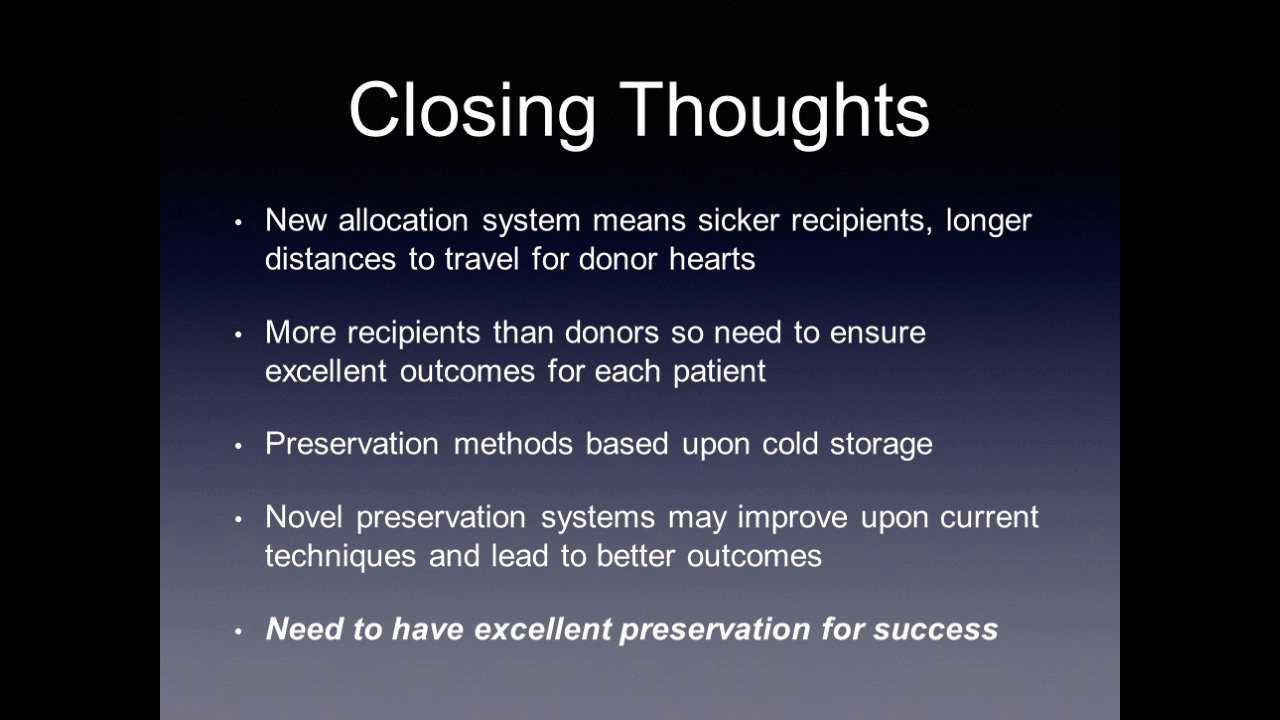 Closing Thoughts
• New allocation system means sicker recipients, longer
distances to travel for donor hearts
• More recipients than donors so need to ensure
excellent outcomes for each patient
• Preservation methods based upon cold storage
• Novel preservation systems may improve upon current
techniques and lead to better outcomes
• Need to have excellent preservation for success